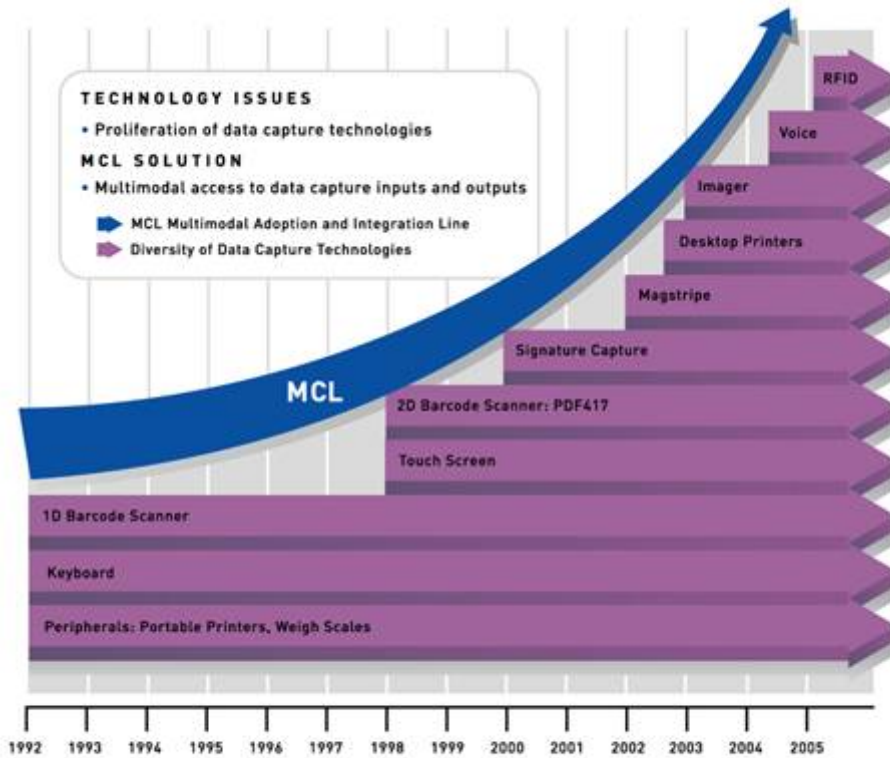 TECHNOLOGY ISSUES
• Proliferation of data capture technologies
MCL SOLUTION
• Multimodal access to data capture inputs and outputs
MCL Multimodal Adoption and Integration Line
Diversity of Data Capture Technologies
RFID
Voice
Imager
Desktop Printers
Magstripe
Signature Capture
MCL
2D Barcode Scanner: PDF417
Touch Screen
1D Barcode Scanner
Keyboard
Peripherals: Portable Printers, Weigh Scales
1992 1993 1994 1995 1996 1997 1998 1999 2000 2001 2002 2003 2004 2005